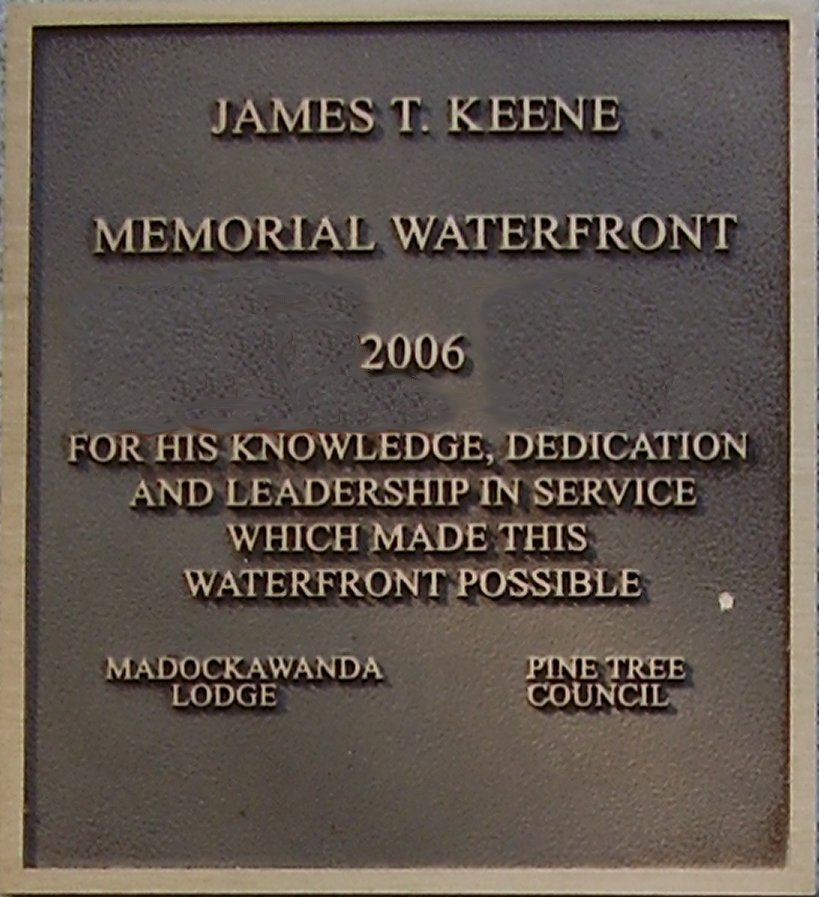 JAMES T. KEENE
MEMORIAL WATERFRONT
2006
FOR HIS KNOWLEDGE, DEDICATION
AND LEADERSHIP IN SERVICE
WHICH MADE THIS
WATERFRONT POSSIBLE
MADOCKAWANDA
LODGE
PINE TREE
COUNCIL